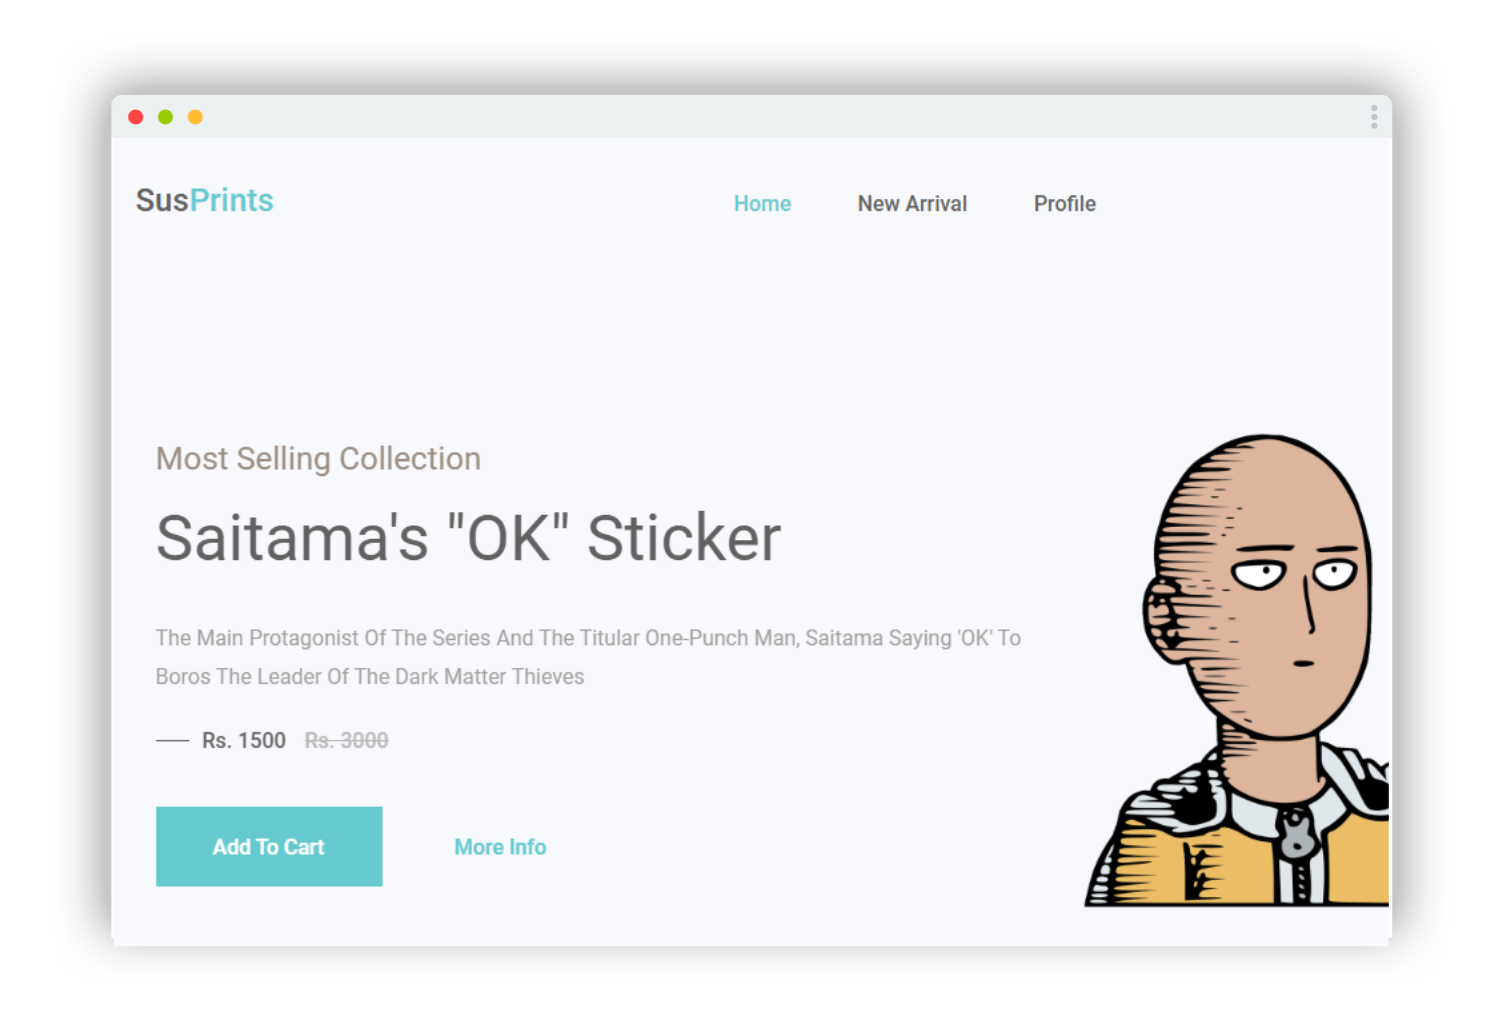 SusPrints
Home New Arrival Profile
Most Selling Collection
Saitama's "OK" Sticker
The Main Protagonist Of The Series And The Titular One-Punch Man, Saitama Saying 'OK' To
Boros The Leader Of The Dark Matter Thieves
Rs. 1500 Rs. 3000
Add To Cart More Info